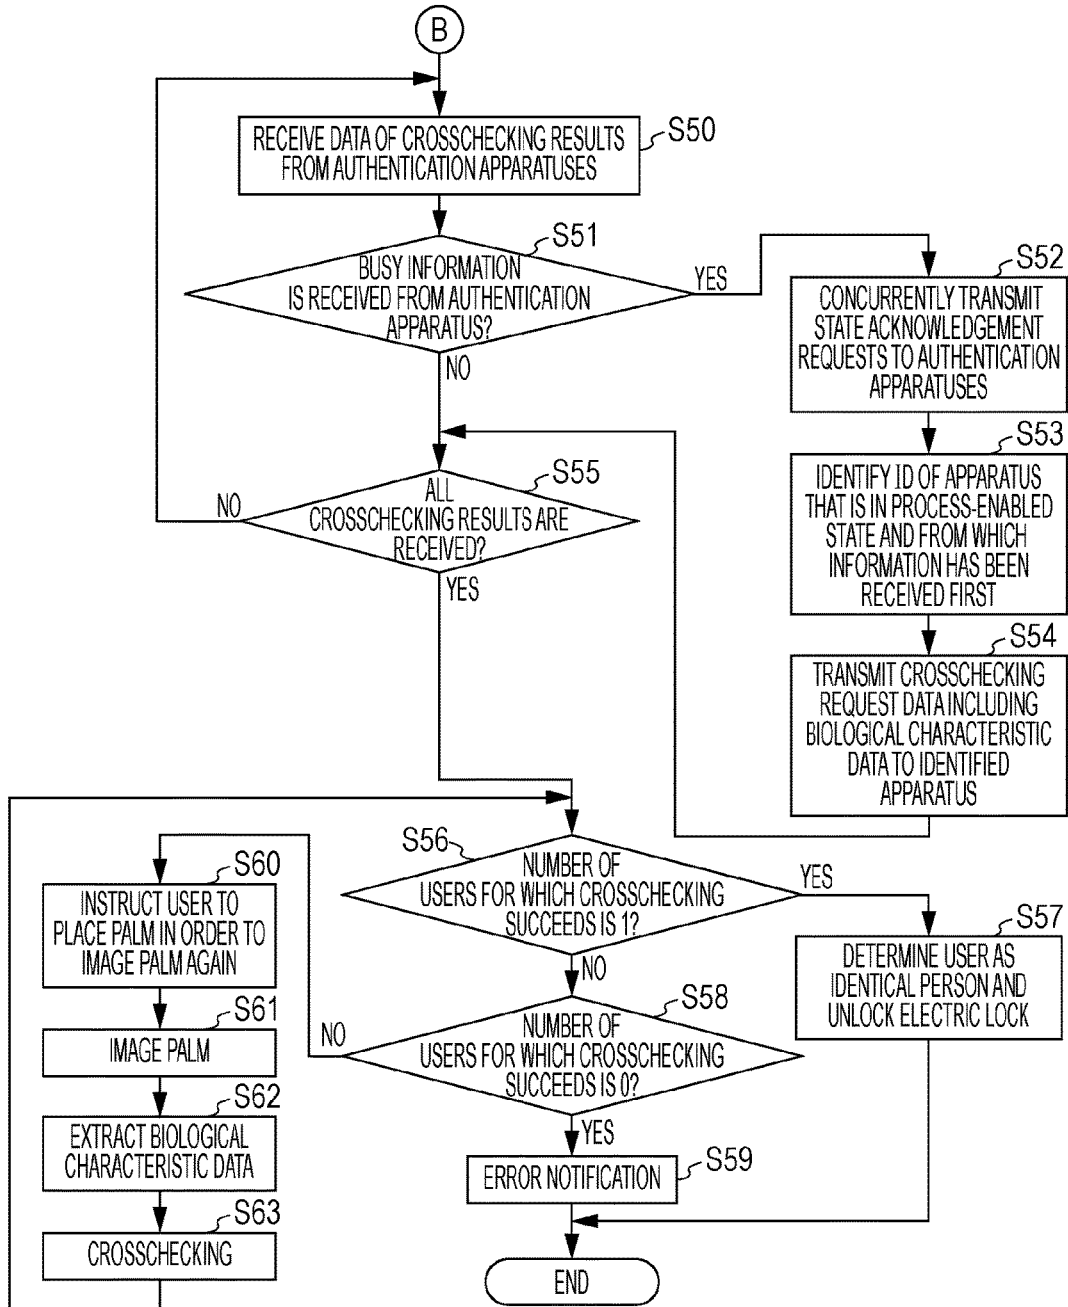 B
RECEIVE DATA OF CROSSCHECKING RESULTS
FROM AUTHENTICATION APPARATUSES
S50
BUSY INFORMATION
IS RECEIVED FROM AUTHENTICATION
APPARATUS?
S51
YES
NO
CONCURRENTLY TRANSMIT
STATE ACKNOWLEDGEMENT
REQUESTS TO AUTHENTICATION
APPARATUSES
S52
IDENTIFY ID OF APPARATUS
THAT IS IN PROCESS-ENABLED
STATE AND FROM WHICH
INFORMATION HAS BEEN
RECEIVED FIRST
S53
TRANSMIT CROSSCHECKING
REQUEST DATA INCLUDING
BIOLOGICAL CHARACTERISTIC
DATA TO IDENTIFIED
APPARATUS
S54
ALL
CROSSCHECKING RESULTS ARE
RECEIVED?
S55
NO
YES
NUMBER OF
USERS FOR WHICH CROSSCHECKING
SUCCEEDS IS 1?
S56
YES
NO
DETERMINE USER AS
IDENTICAL PERSON AND
UNLOCK ELECTRIC LOCK
S57
NUMBER OF
USERS FOR WHICH CROSSCHECKING
SUCCEEDS IS 0?
S58
NO
YES
ERROR NOTIFICATION
S59
INSTRUCT USER TO
PLACE PALM IN ORDER TO
IMAGE PALM AGAIN
S60
IMAGE PALM
S61
EXTRACT BIOLOGICAL
CHARACTERISTIC DATA
S62
CROSSCHECKING
S63
END